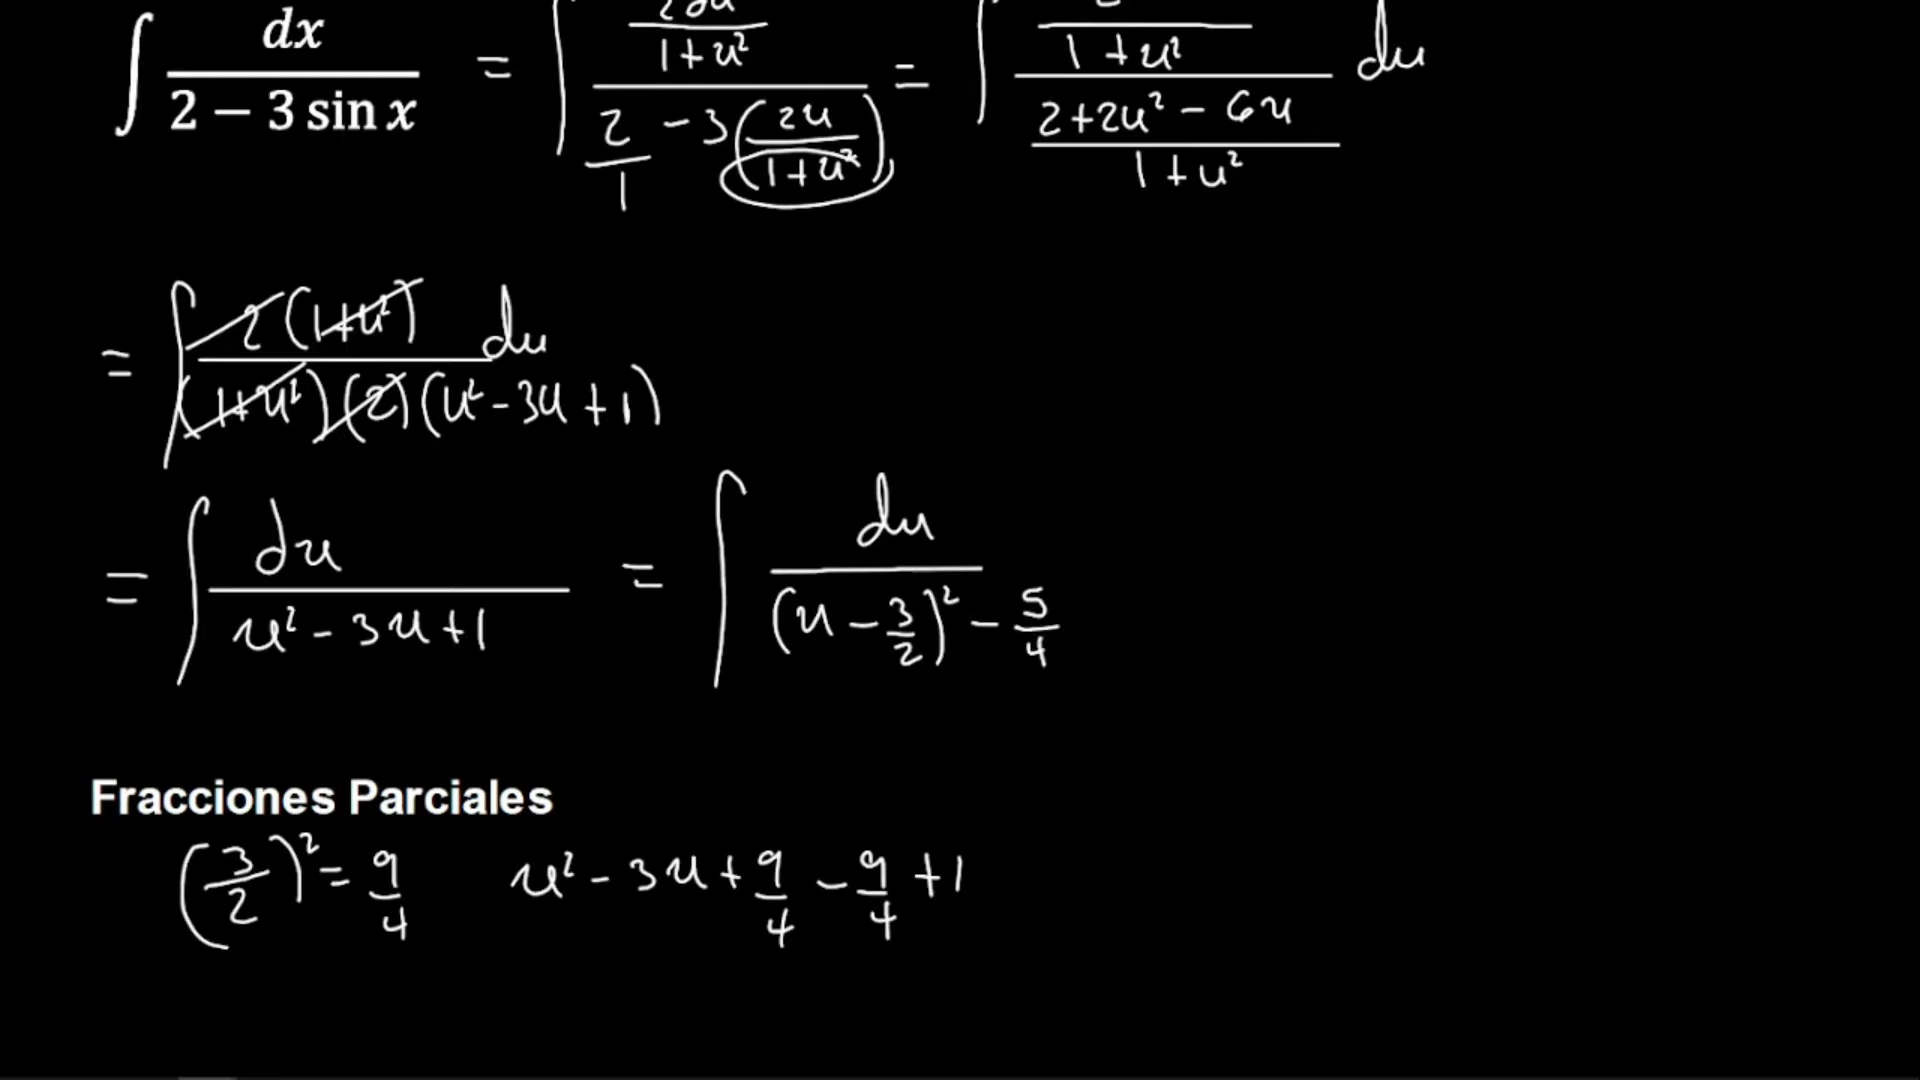 ∫ dx / (2 − 3 sin x) = ∫ (2du / (1+u²)) / (2/1 − 3(2u / (1+u²))) = ∫ ( / (1+u²)) / ((2+2u²−6u) / (1+u²)) du
= ∫ 2(1+u²) / ((1+u²)(2)(u²−3u+1)) du
= ∫ du / (u²−3u+1) = ∫ du / ((u − 3/2)² − 5/4)
Fracciones Parciales
(3/2)² = 9/4 u² − 3u + 9/4 − 9/4 + 1